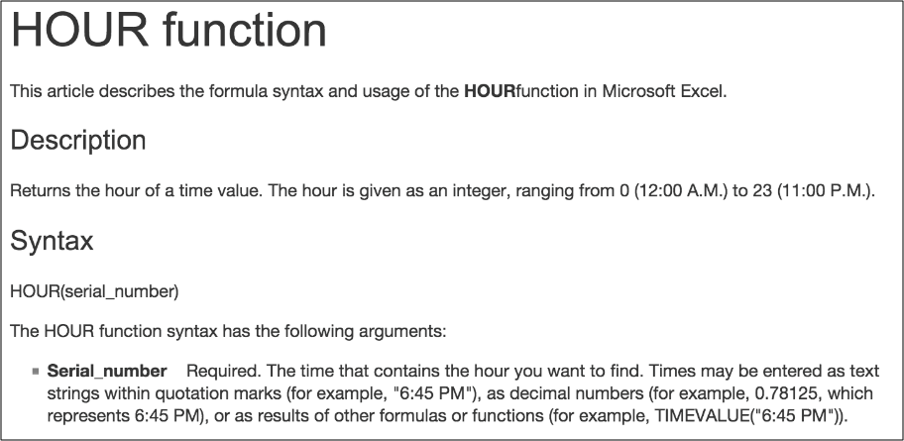 HOUR function
This article describes the formula syntax and usage of the HOURfunction in Microsoft Excel.
Description
Returns the hour of a time value. The hour is given as an integer, ranging from 0 (12:00 A.M.) to 23 (11:00 P.M.).
Syntax
HOUR(serial_number)
The HOUR function syntax has the following arguments:
Serial_number Required. The time that contains the hour you want to find. Times may be entered as text
strings within quotation marks (for example, "6:45 PM"), as decimal numbers (for example, 0.78125, which
represents 6:45 PM), or as results of other formulas or functions (for example, TIMEVALUE("6:45 PM")).